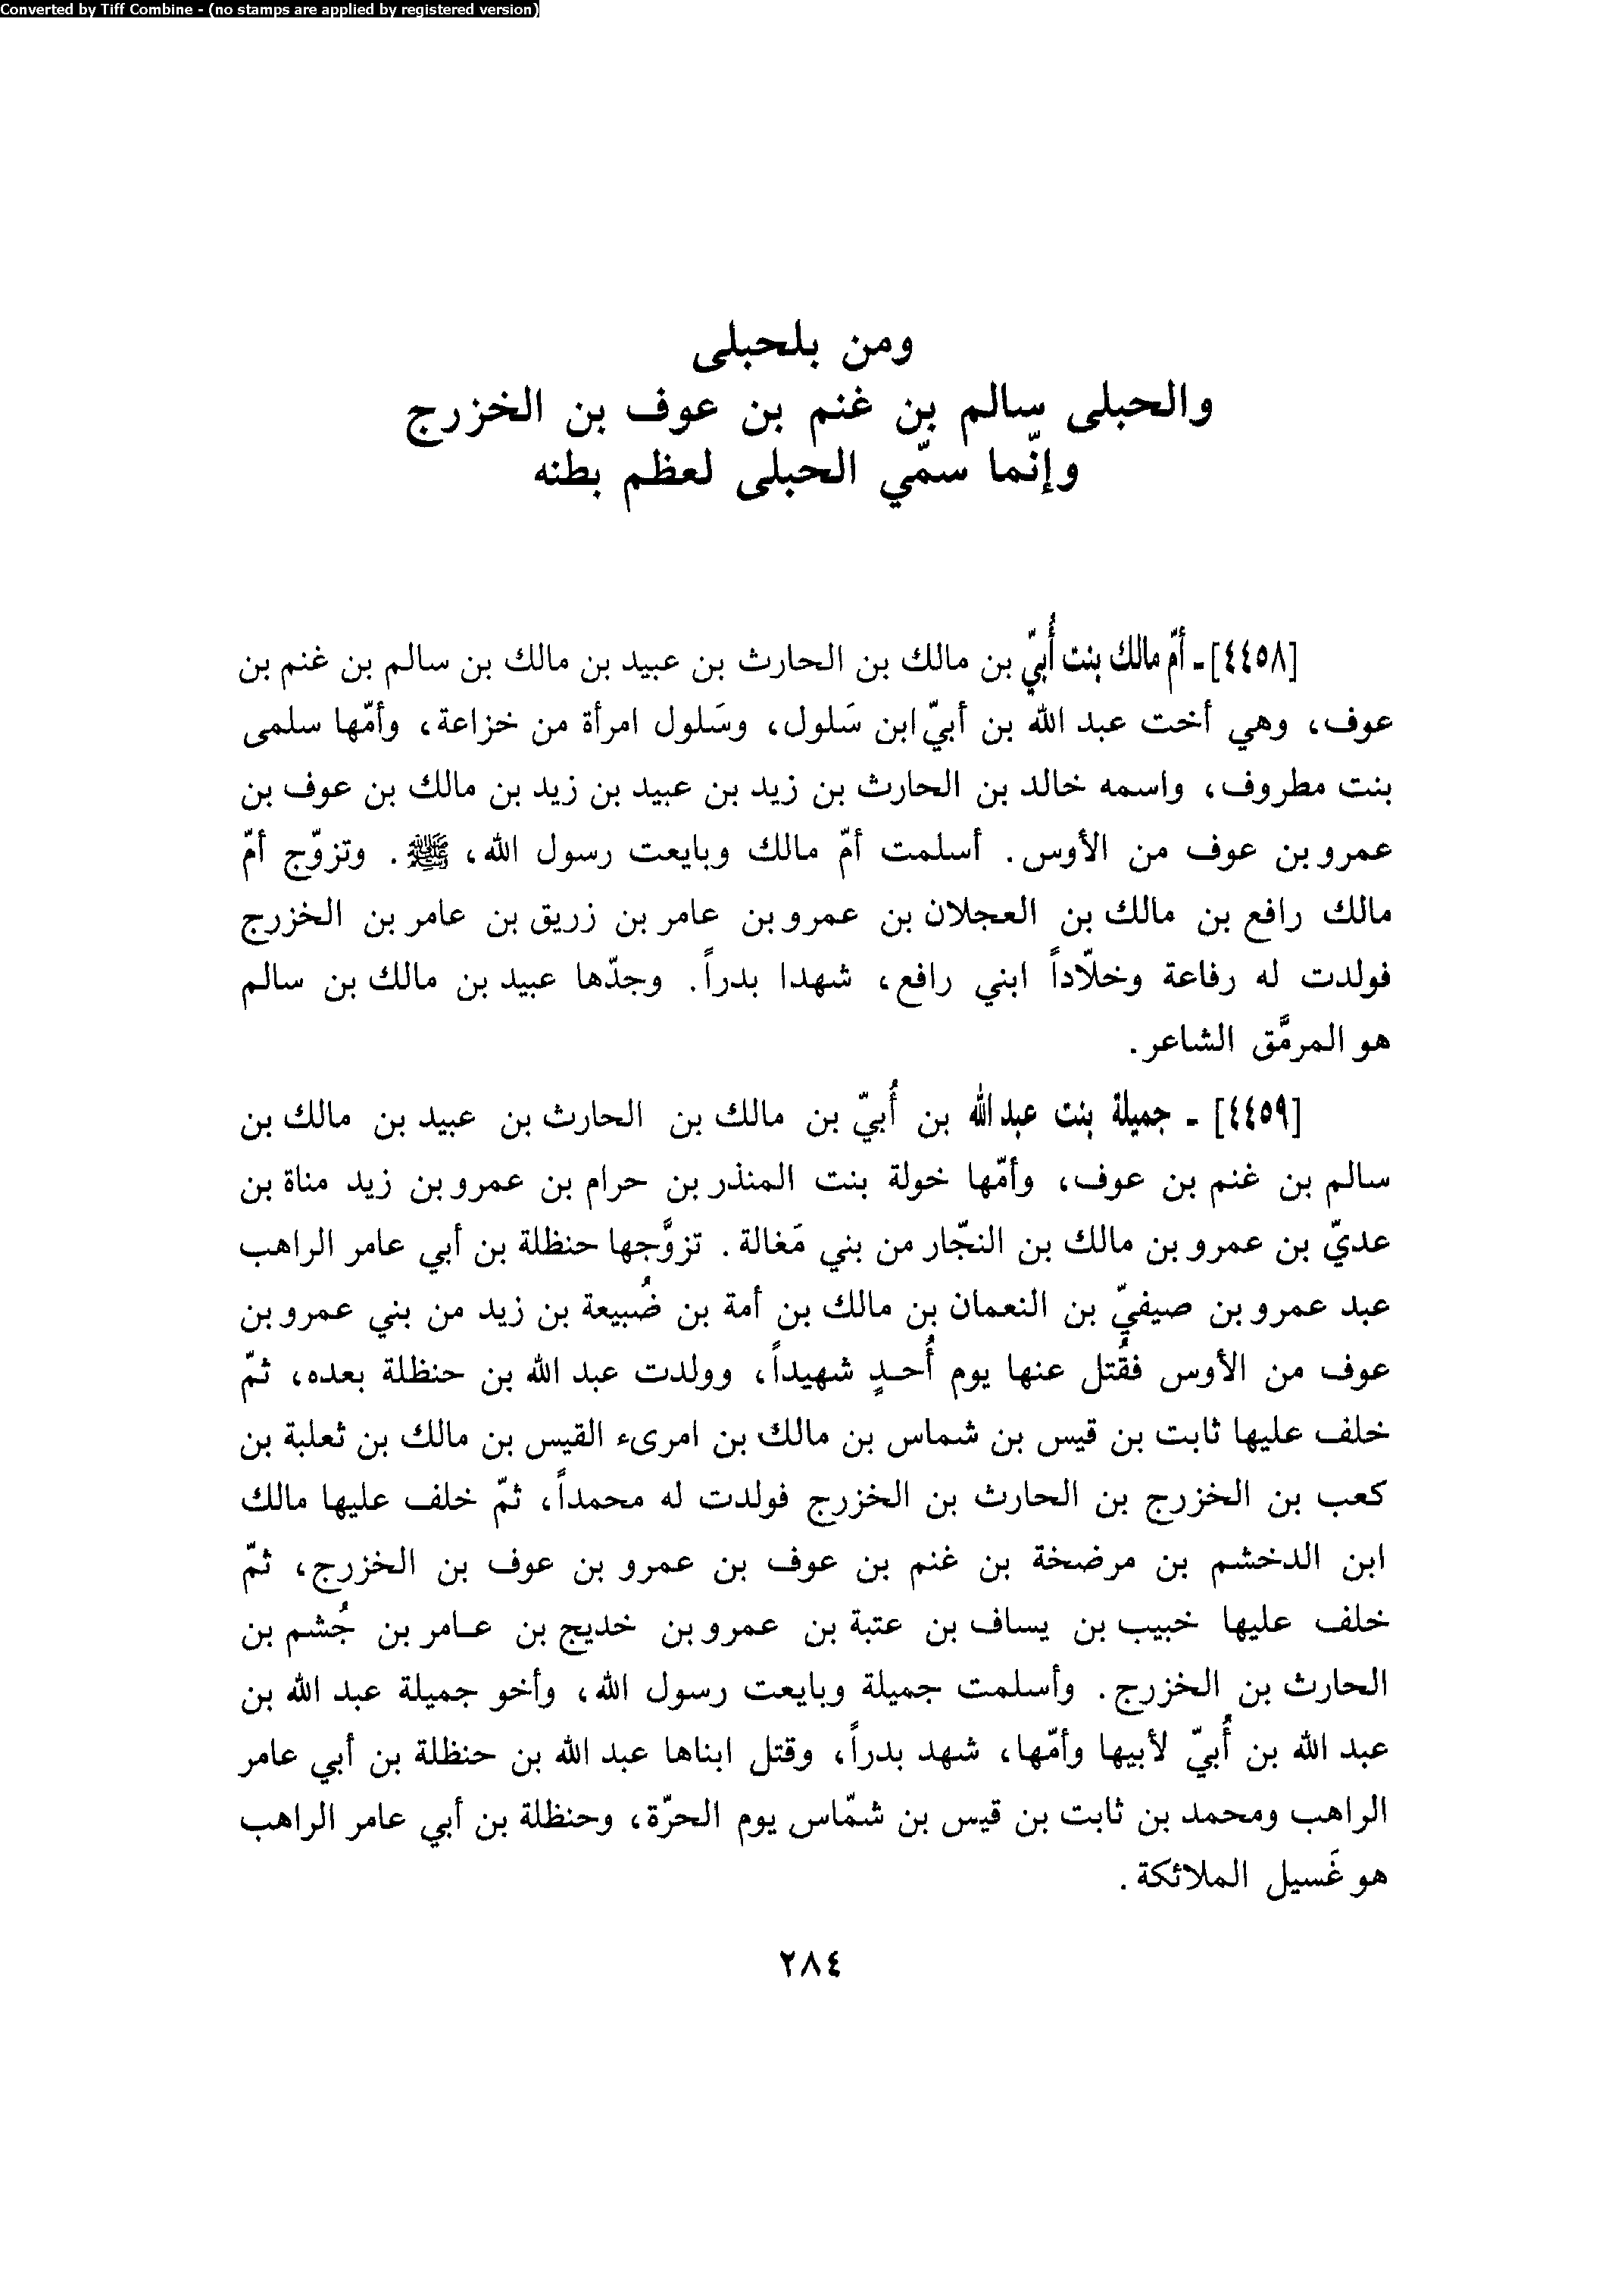 Converted by Tiff Combine - (no stamps are applied by registered version)
ومن بلحبلى
والحبلى سالم بن غنم بن عوف بن الخزرج
وإنّما سمّي الحبلى لعظم بطنه
[٤٤٥٨] - أمّ مالك بنت أُبيّ بن مالك بن الحارث بن عبيد بن مالك بن سالم بن غنم بن
عوف، وهي أخت عبد الله بن أبيّ ابن سَلول، وسَلول امرأة من خزاعة، وأمّها سلمى
بنت مطروف، واسمه خالد بن الحارث بن زيد بن عبيد بن زيد بن مالك بن عوف بن
عمرو بن عوف من الأوس. أسلمت أمّ مالك وبايعت رسول الله، ﷺ. وتزوّج أمّ
مالك رافع بن مالك بن العجلان بن عمرو بن عامر بن زريق بن عامر بن الخزرج
فولدت له رفاعة وخلّاداً ابني رافع، شهدا بدراً. وجدّها عبيد بن مالك بن سالم
هو المرمَّق الشاعر.
[٤٤٥٩] - جميلة بنت عبد الله بن أُبيّ بن مالك بن الحارث بن عبيد بن مالك بن
سالم بن غنم بن عوف، وأمّها خولة بنت المنذر بن حرام بن عمرو بن زيد مناة بن
عديّ بن عمرو بن مالك بن النجّار من بني مَغالة. تزوَّجها حنظلة بن أبي عامر الراهب
عبد عمرو بن صيفيّ بن النعمان بن مالك بن أمة بن ضُبيعة بن زيد من بني عمرو بن
عوف من الأوس فقُتل عنها يوم أُحدٍ شهيداً، وولدت عبد الله بن حنظلة بعده، ثمّ
خلف عليها ثابت بن قيس بن شماس بن مالك بن امرىء القيس بن مالك بن ثعلبة بن
كعب بن الخزرج بن الحارث بن الخزرج فولدت له محمداً، ثمّ خلف عليها مالك
ابن الدخشم بن مرضخة بن غنم بن عوف بن عمرو بن عوف بن الخزرج، ثمّ
خلف عليها خبيب بن يساف بن عتبة بن عمرو بن خديج بن عامر بن جُشم بن
الحارث بن الخزرج. وأسلمت جميلة وبايعت رسول الله، وأخو جميلة عبد الله بن
عبد الله بن أُبيّ لأبيها وأمّها، شهد بدراً، وقتل ابناها عبد الله بن حنظلة بن أبي عامر
الراهب ومحمد بن ثابت بن قيس بن شمّاس يوم الحرّة، وحنظلة بن أبي عامر الراهب
هو غَسيل الملائكة.
٢٨٤